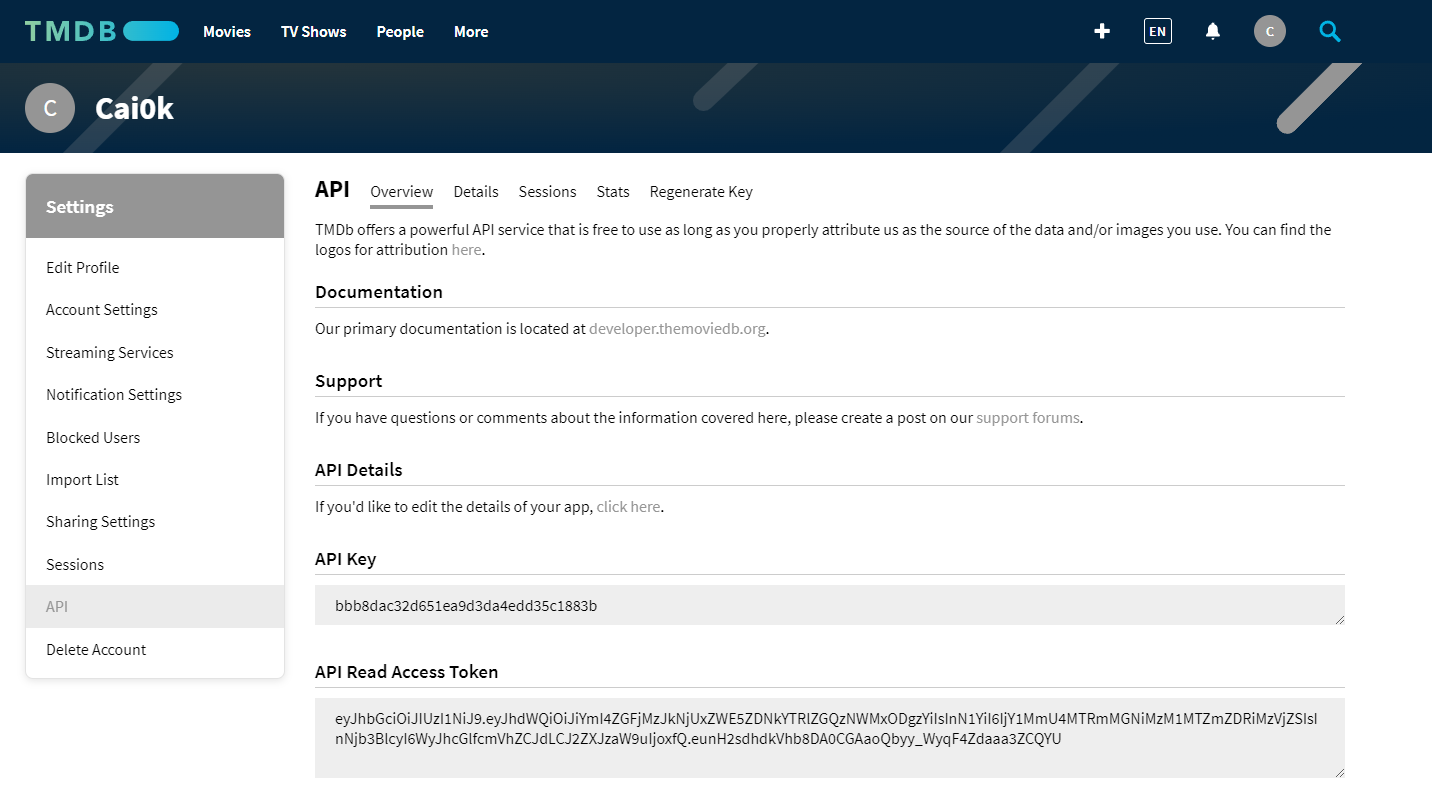 TMDB Movies TV Shows People More + EN C
C Cai0k
Settings
Edit Profile
Account Settings
Streaming Services
Notification Settings
Blocked Users
Import List
Sharing Settings
Sessions
API
Delete Account
API Overview Details Sessions Stats Regenerate Key
TMDb offers a powerful API service that is free to use as long as you properly attribute us as the source of the data and/or images you use. You can find the
logos for attribution here.
Documentation
Our primary documentation is located at developer.themoviedb.org.
Support
If you have questions or comments about the information covered here, please create a post on our support forums.
API Details
If you'd like to edit the details of your app, click here.
API Key
bbb8dac32d651ea9d3da4edd35c1883b
API Read Access Token
eyJhbGciOiJIUzI1NiJ9.eyJhdWQiOiJiYmI4ZGFjMzJkNjUxZWE5ZDNkYTRlZGQzNWMxODgzYiIsInN1YiI6IjY1MmU4MTRmMGNiMzM1MTZmZDRiMzVjZSIsI
nNjb3BlcyI6WyJhcGlfcmVhZCJdLCJ2ZXJzaW9uIjoxfQ.eunH2sdhdkVhb8DA0CGAaoQbyy_WyqF4Zdaaa3ZCQYU